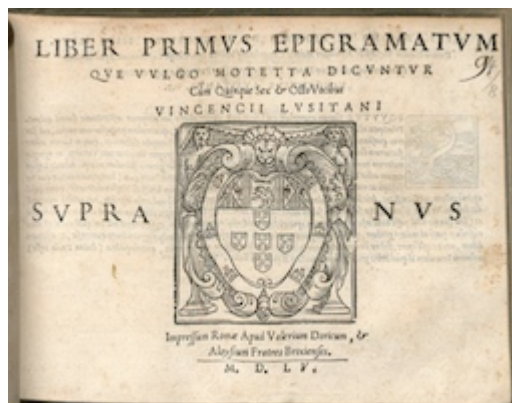 LIBER PRIMVS EPIGRAMATVM
QVE VVLGO MOTETTA DICVNTVR
Cum Quinque Sex & Octo Vocibus
VINCENCII LVSITANI
SVPRA NVS
Impressum Romæ Apud Valerium Doricum, &
Aloysium Fratres Brixienses.
M. D. L V.